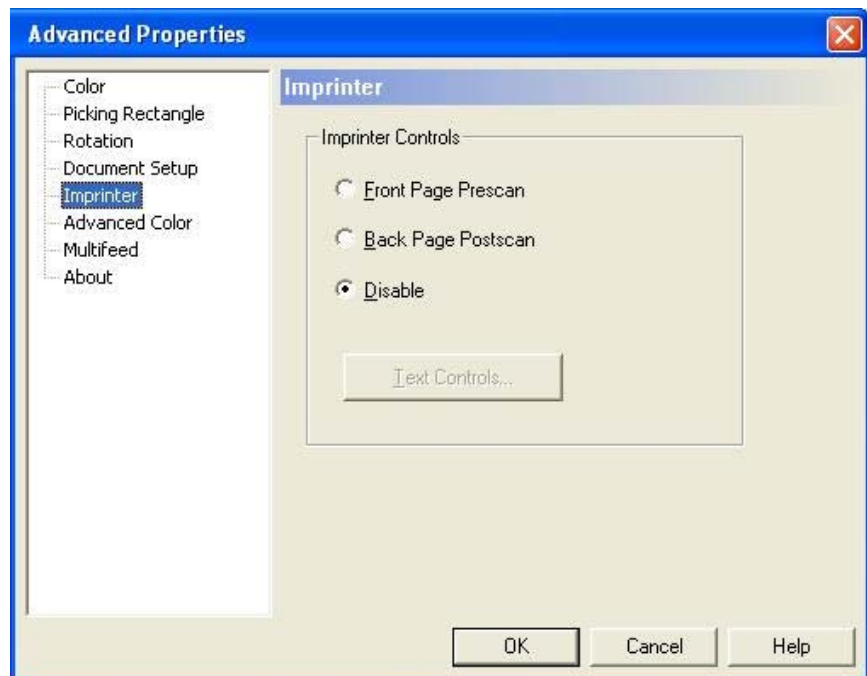 Advanced Properties
Color
Picking Rectangle
Rotation
Document Setup
Imprinter
Advanced Color
Multifeed
About
Imprinter
Imprinter Controls
Front Page Prescan
Back Page Postscan
Disable
Text Controls...
OK
Cancel
Help